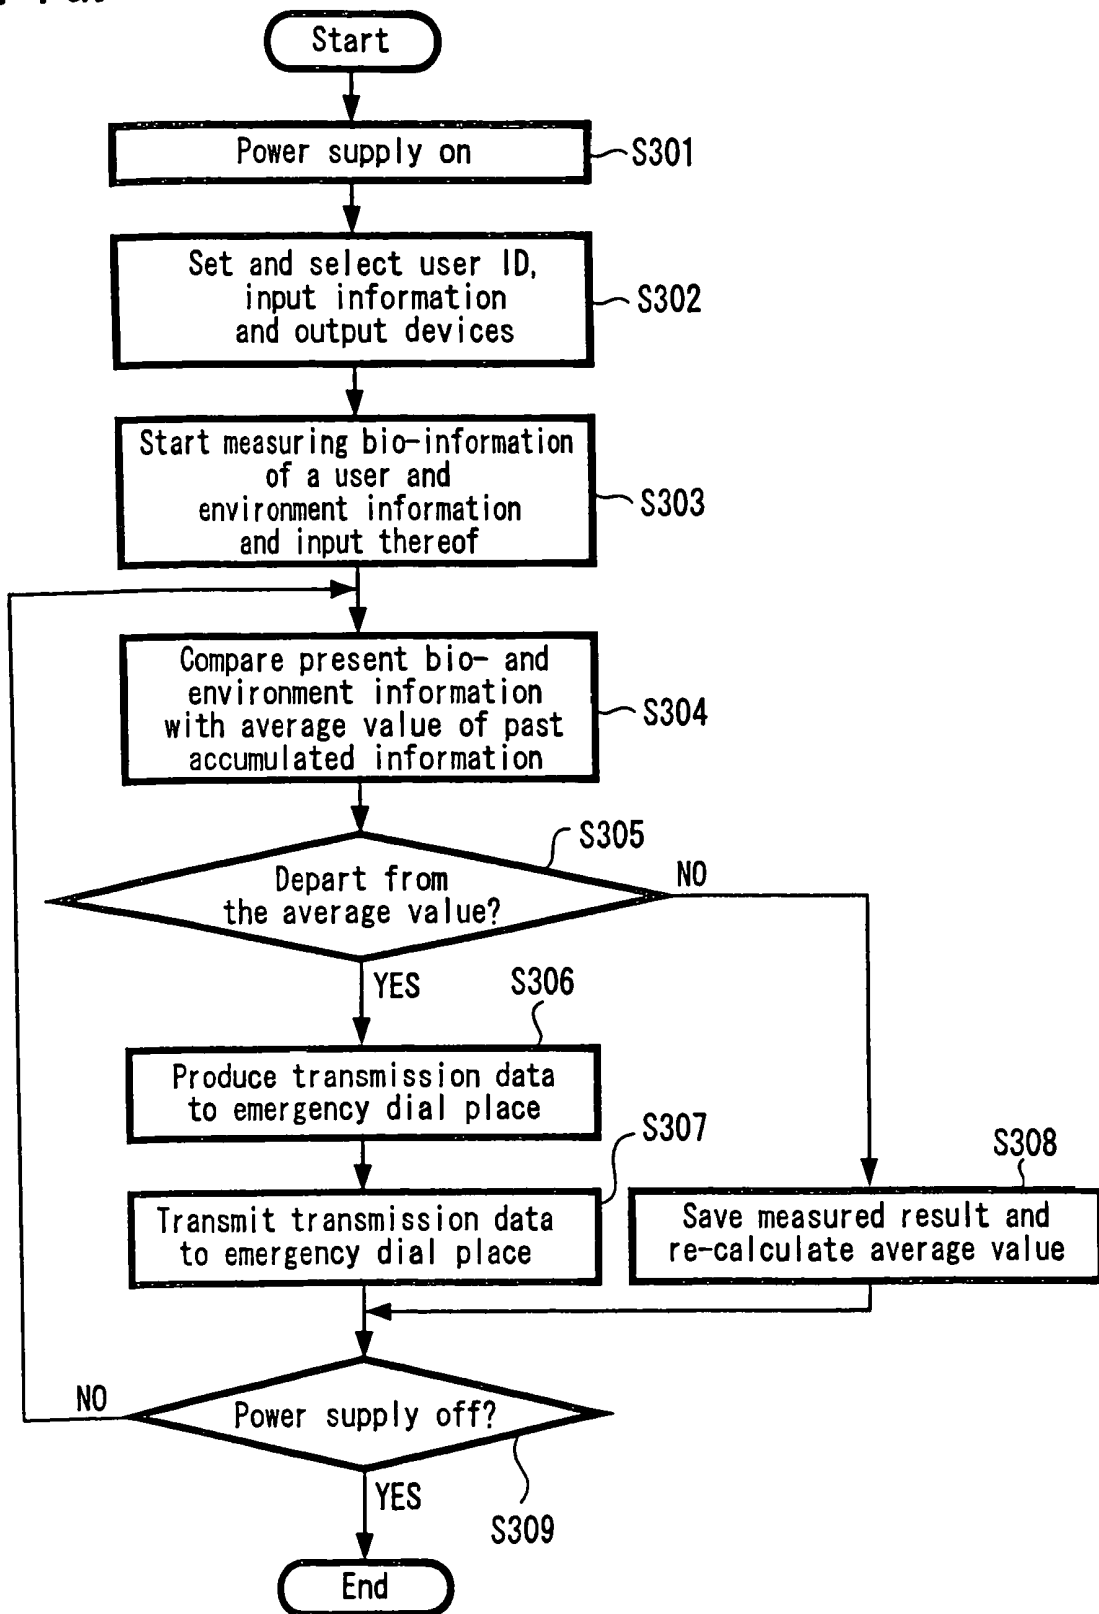 Start
Power supply on
S301
Set and select user ID,
input information
and output devices
S302
Start measuring bio-information
of a user and
environment information
and input thereof
S303
Compare present bio- and
environment information
with average value of past
accumulated information
S304
S305
Depart from
the average value?
NO
YES
S306
Produce transmission data
to emergency dial place
S307
Transmit transmission data
to emergency dial place
S308
Save measured result and
re-calculate average value
NO
Power supply off?
YES
S309
End